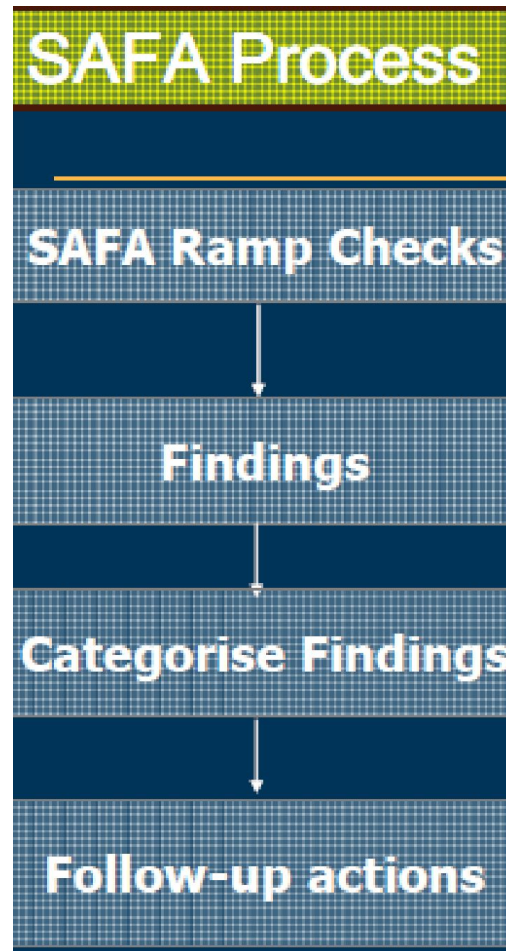 SAFA Process
SAFA Ramp Checks
Findings
Categorise Findings
Follow-up actions